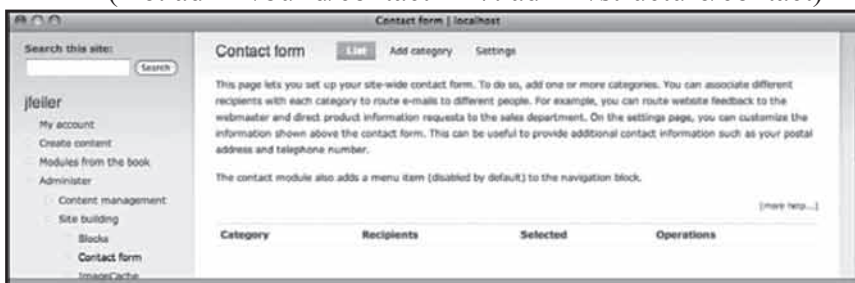 Contact form | localhost
Search this site:
Search
jfeiler
My account
Create content
Modules from the book
Administer
Content management
Site building
Blocks
Contact form
ImageCache
Contact form List Add category Settings
This page lets you set up your site-wide contact form. To do so, add one or more categories. You can associate different
recipients with each category to route e-mails to different people. For example, you can route website feedback to the
webmaster and direct product information requests to the sales department. On the settings page, you can customize the
information shown above the contact form. This can be useful to provide additional contact information such as your postal
address and telephone number.
The contact module also adds a menu item (disabled by default) to the navigation block.
[more help...]
Category Recipients Selected Operations